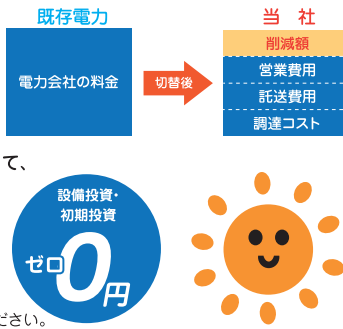 既存電力
当社
電力会社の料金
切替後
削減額
営業費用
託送費用
調達コスト
て、
設備投資・
初期投資
ゼロ0円
ださい。